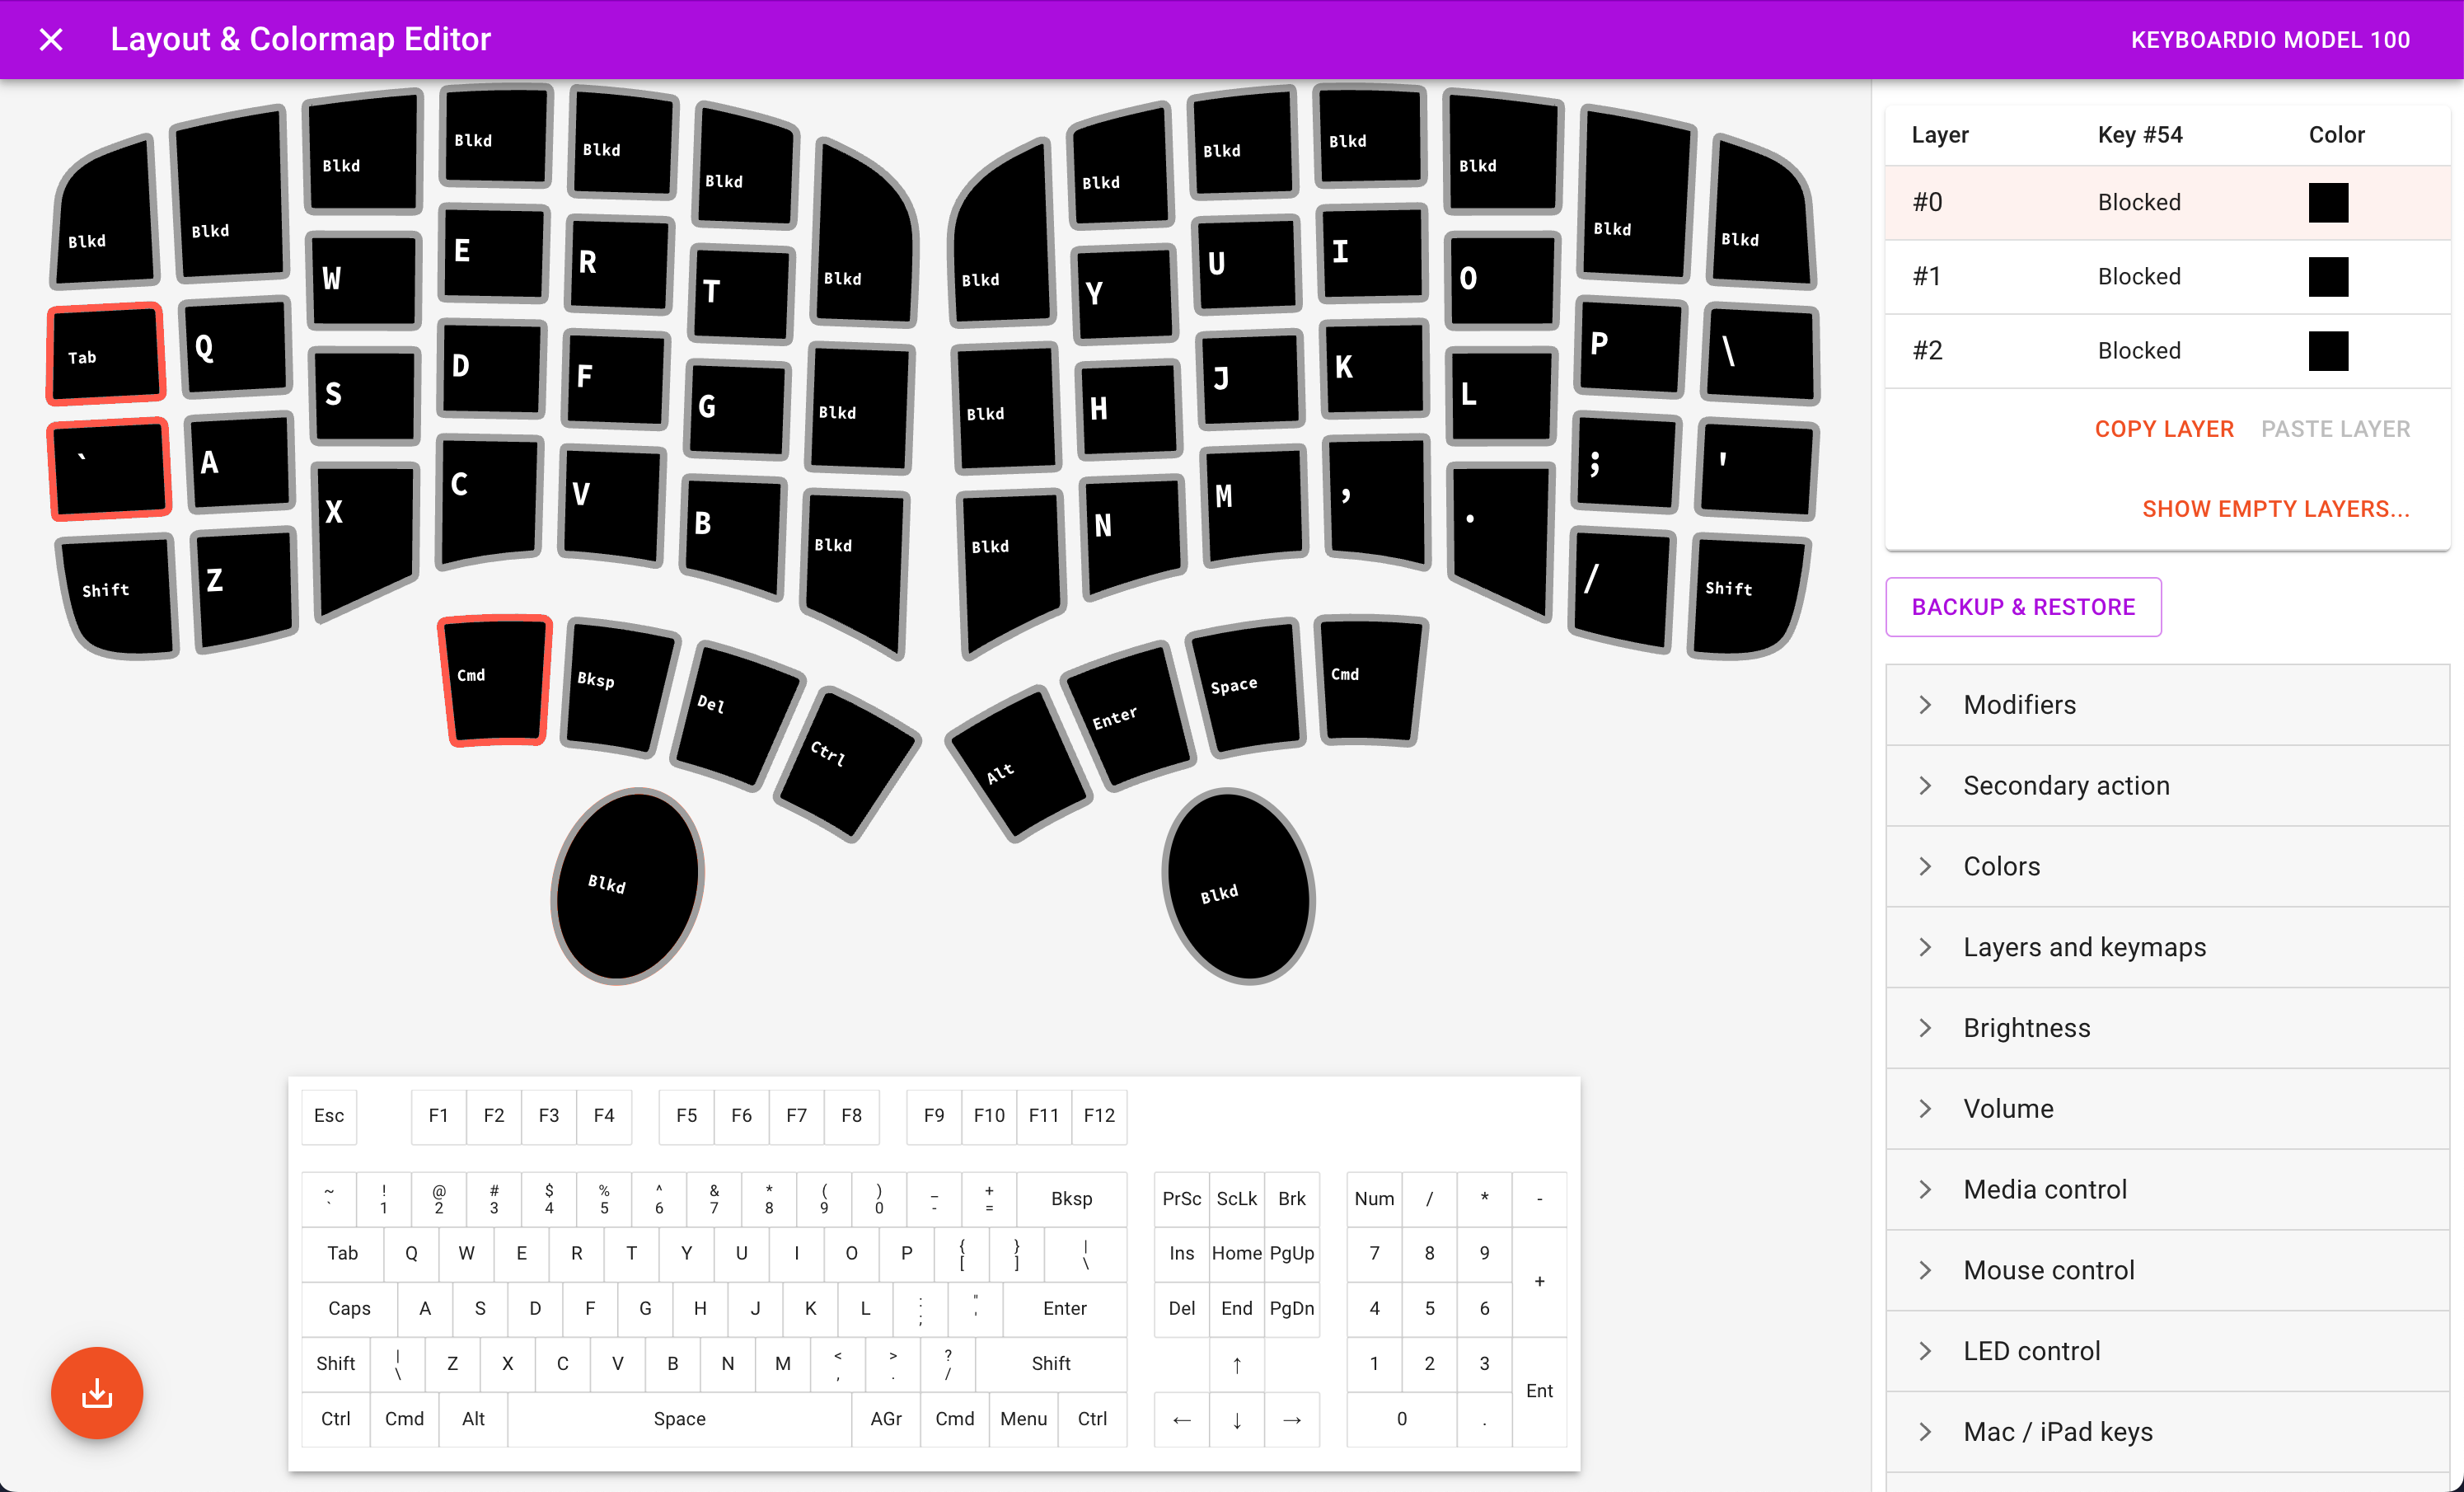 Layout & Colormap Editor
KEYBOARDIO MODEL 100
Blkd Blkd Blkd Blkd Blkd Blkd Blkd Blkd Blkd Blkd Blkd Blkd Blkd Blkd
Tab Q W E R T Y U I O P \
` A S D F G Blkd Blkd H J K L ; '
Shift Z X C V B Blkd Blkd N M , . / Shift
Cmd Bksp Del Ctrl Alt Enter Space Cmd
Blkd Blkd
Layer Key #54 Color
#0 Blocked
#1 Blocked
#2 Blocked
COPY LAYER PASTE LAYER
SHOW EMPTY LAYERS...
BACKUP & RESTORE
Modifiers
Secondary action
Colors
Layers and keymaps
Brightness
Volume
Media control
Mouse control
LED control
Mac / iPad keys
Esc F1 F2 F3 F4 F5 F6 F7 F8 F9 F10 F11 F12
~ ! @ # $ % ^ & * ( ) _ +
` 1 2 3 4 5 6 7 8 9 0 - = Bksp PrSc ScLk Brk Num / * -
Tab Q W E R T Y U I O P { } |
[ ] \ Ins Home PgUp 7 8 9 +
Caps A S D F G H J K L : "
; ' Enter Del End PgDn 4 5 6
Shift | Z X C V B N M < > ?
\ , . / Shift ↑ 1 2 3 Ent
Ctrl Cmd Alt Space AGr Cmd Menu Ctrl ← ↓ → 0 .